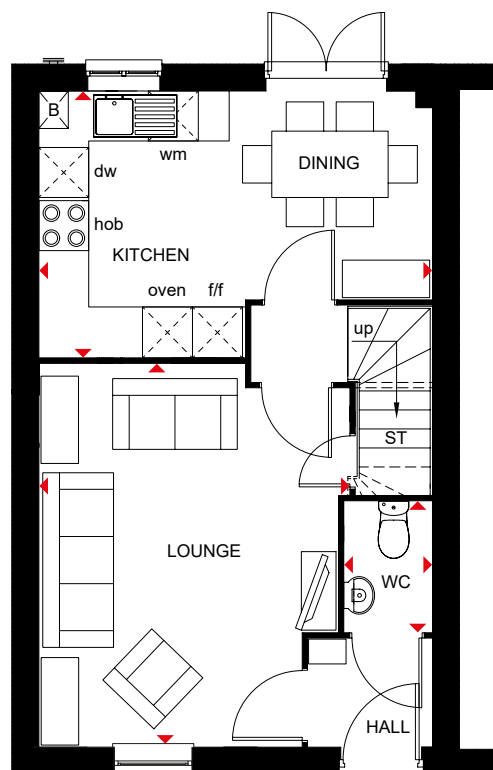 B
wm
DINING
dw
hob
KITCHEN
oven f/f
up
ST
LOUNGE
WC
HALL